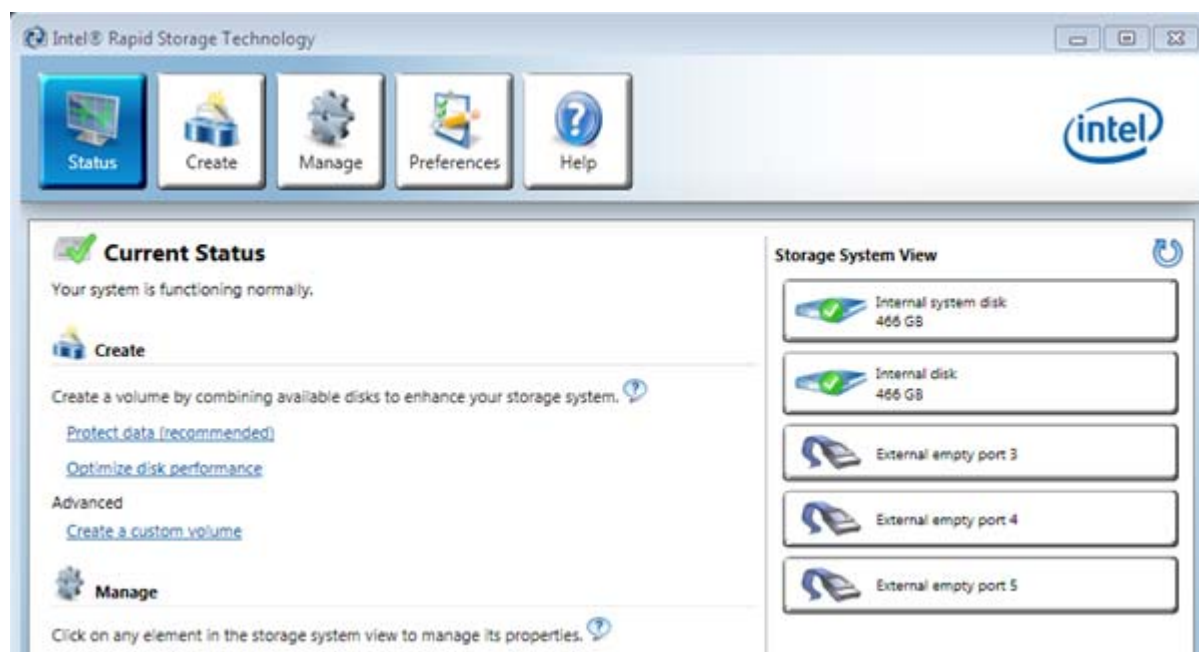 Intel® Rapid Storage Technology
Status
Create
Manage
Preferences
Help
intel
Current Status
Your system is functioning normally.
Create
Create a volume by combining available disks to enhance your storage system.
Protect data (recommended)
Optimize disk performance
Advanced
Create a custom volume
Manage
Click on any element in the storage system view to manage its properties.
Storage System View
Internal system disk
466 GB
Internal disk
466 GB
External empty port 3
External empty port 4
External empty port 5